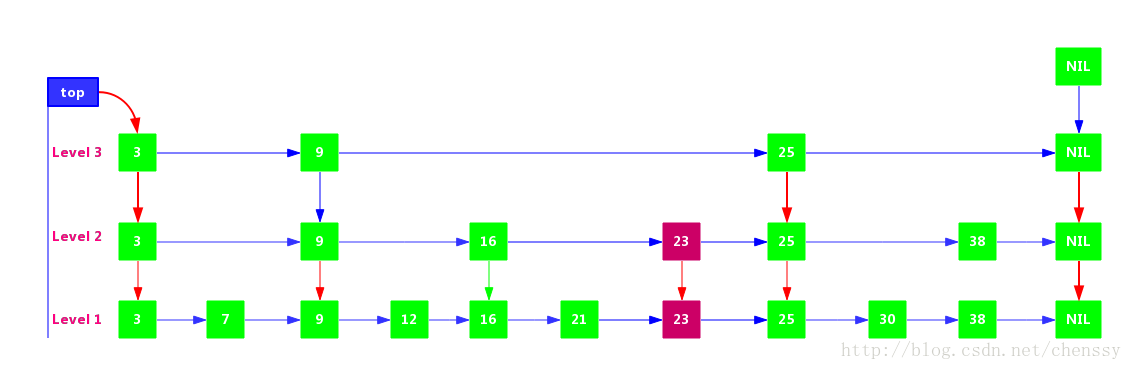 NIL
top
Level 3 3 9 25 NIL
Level 2 3 9 16 23 25 38 NIL
Level 1 3 7 9 12 16 21 23 25 30 38 NIL
http://blog.csdn.net/chenssy